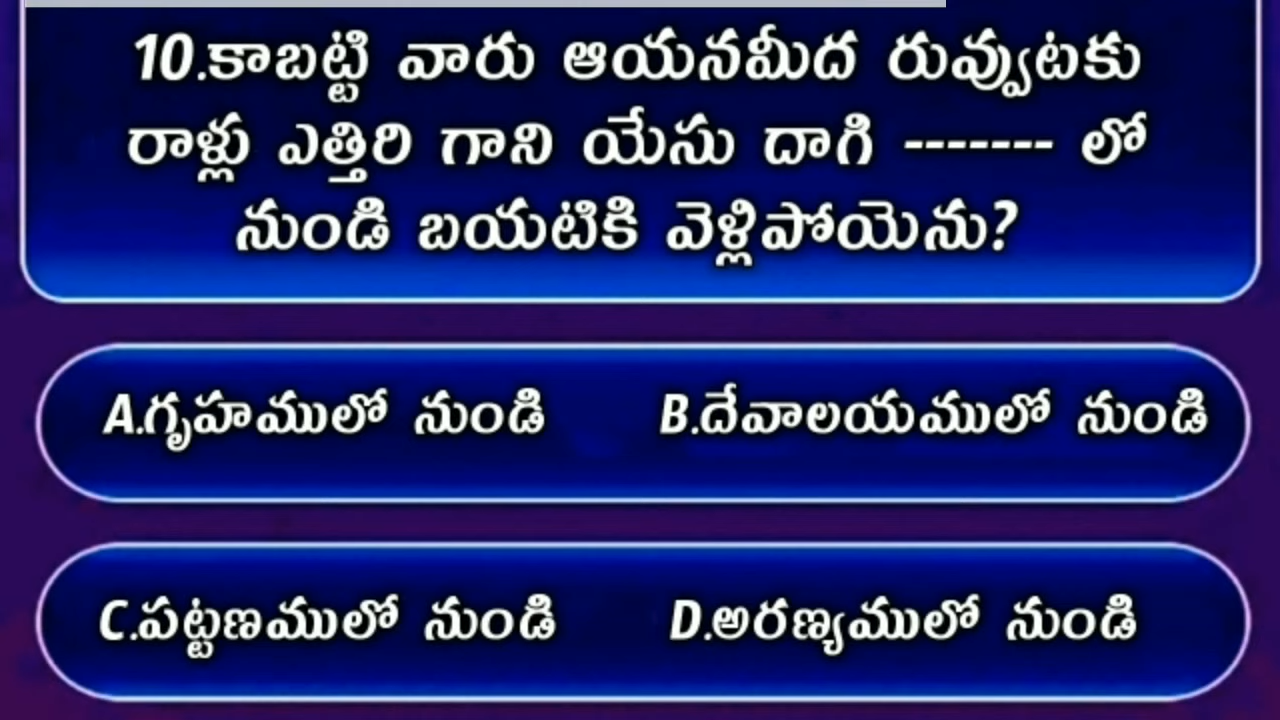 10.కాబట్టి వారు ఆయనమీద రువ్వుటకు
రాళ్లు ఎత్తిరి గాని యేసు దాగి ------- లో
నుండి బయటికి వెళ్లిపోయెను?
A.గృహములో నుండి B.దేవాలయములో నుండి
C.పట్టణములో నుండి D.అరణ్యములో నుండి